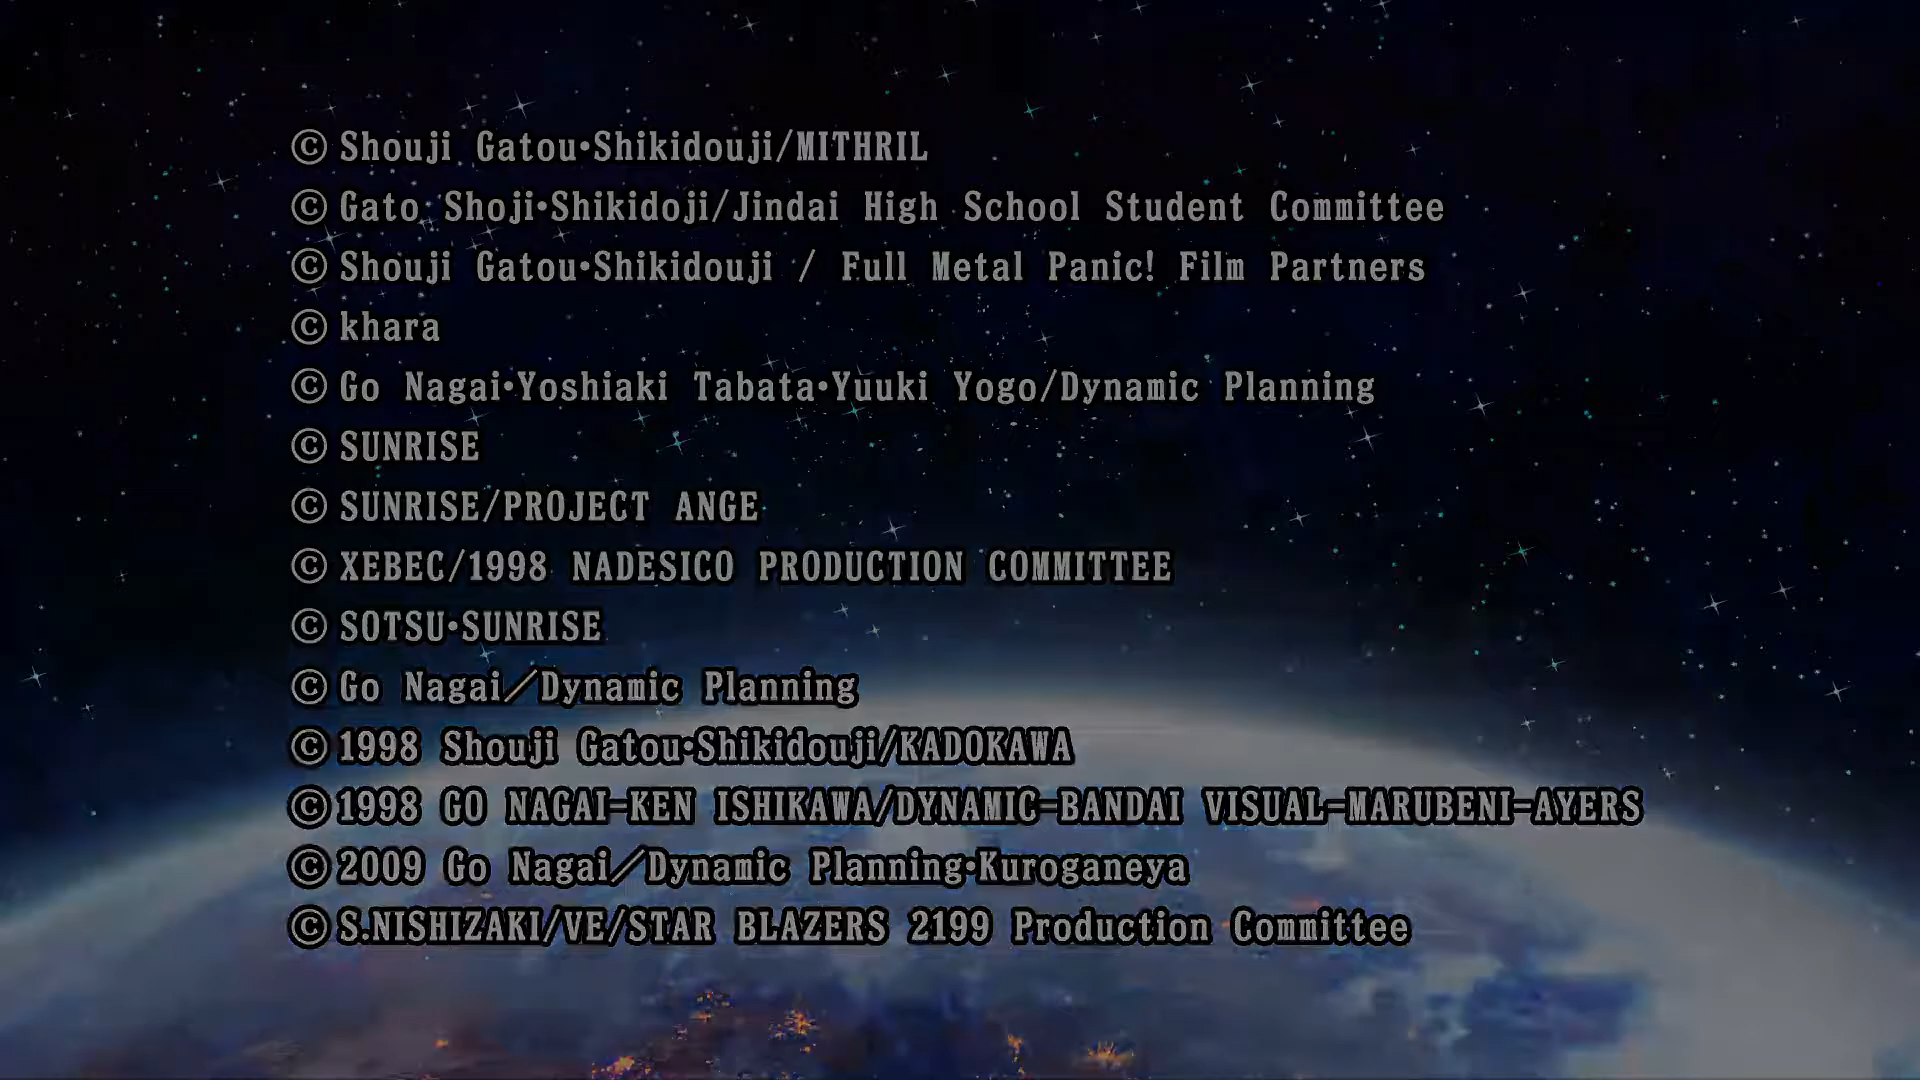 © Shouji Gatou•Shikidouji/MITHRIL
© Gato Shoji•Shikidoji/Jindai High School Student Committee
© Shouji Gatou•Shikidouji / Full Metal Panic! Film Partners
© khara
© Go Nagai•Yoshiaki Tabata•Yuuki Yogo/Dynamic Planning
© SUNRISE
© SUNRISE/PROJECT ANGE
© XEBEC/1998 NADESICO PRODUCTION COMMITTEE
© SOTSU•SUNRISE
© Go Nagai／Dynamic Planning
© 1998 Shouji Gatou•Shikidouji/KADOKAWA
© 1998 GO NAGAI-KEN ISHIKAWA/DYNAMIC-BANDAI VISUAL-MARUBENI-AYERS
© 2009 Go Nagai／Dynamic Planning•Kuroganeya
© S.NISHIZAKI/VE/STAR BLAZERS 2199 Production Committee